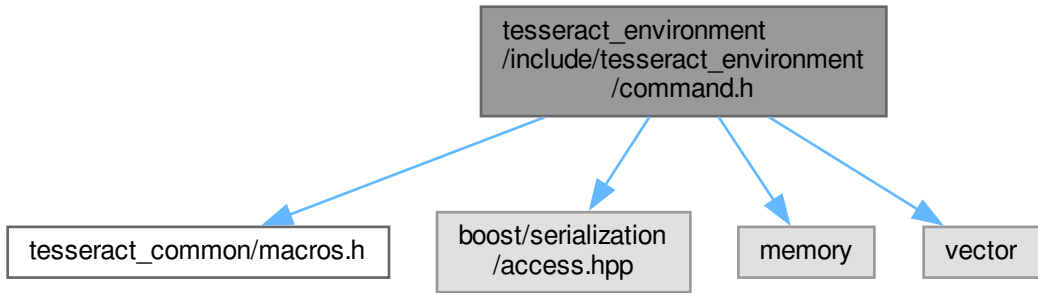 tesseract_environment
/include/tesseract_environment
/command.h
tesseract_common/macros.h
boost/serialization
/access.hpp
memory
vector